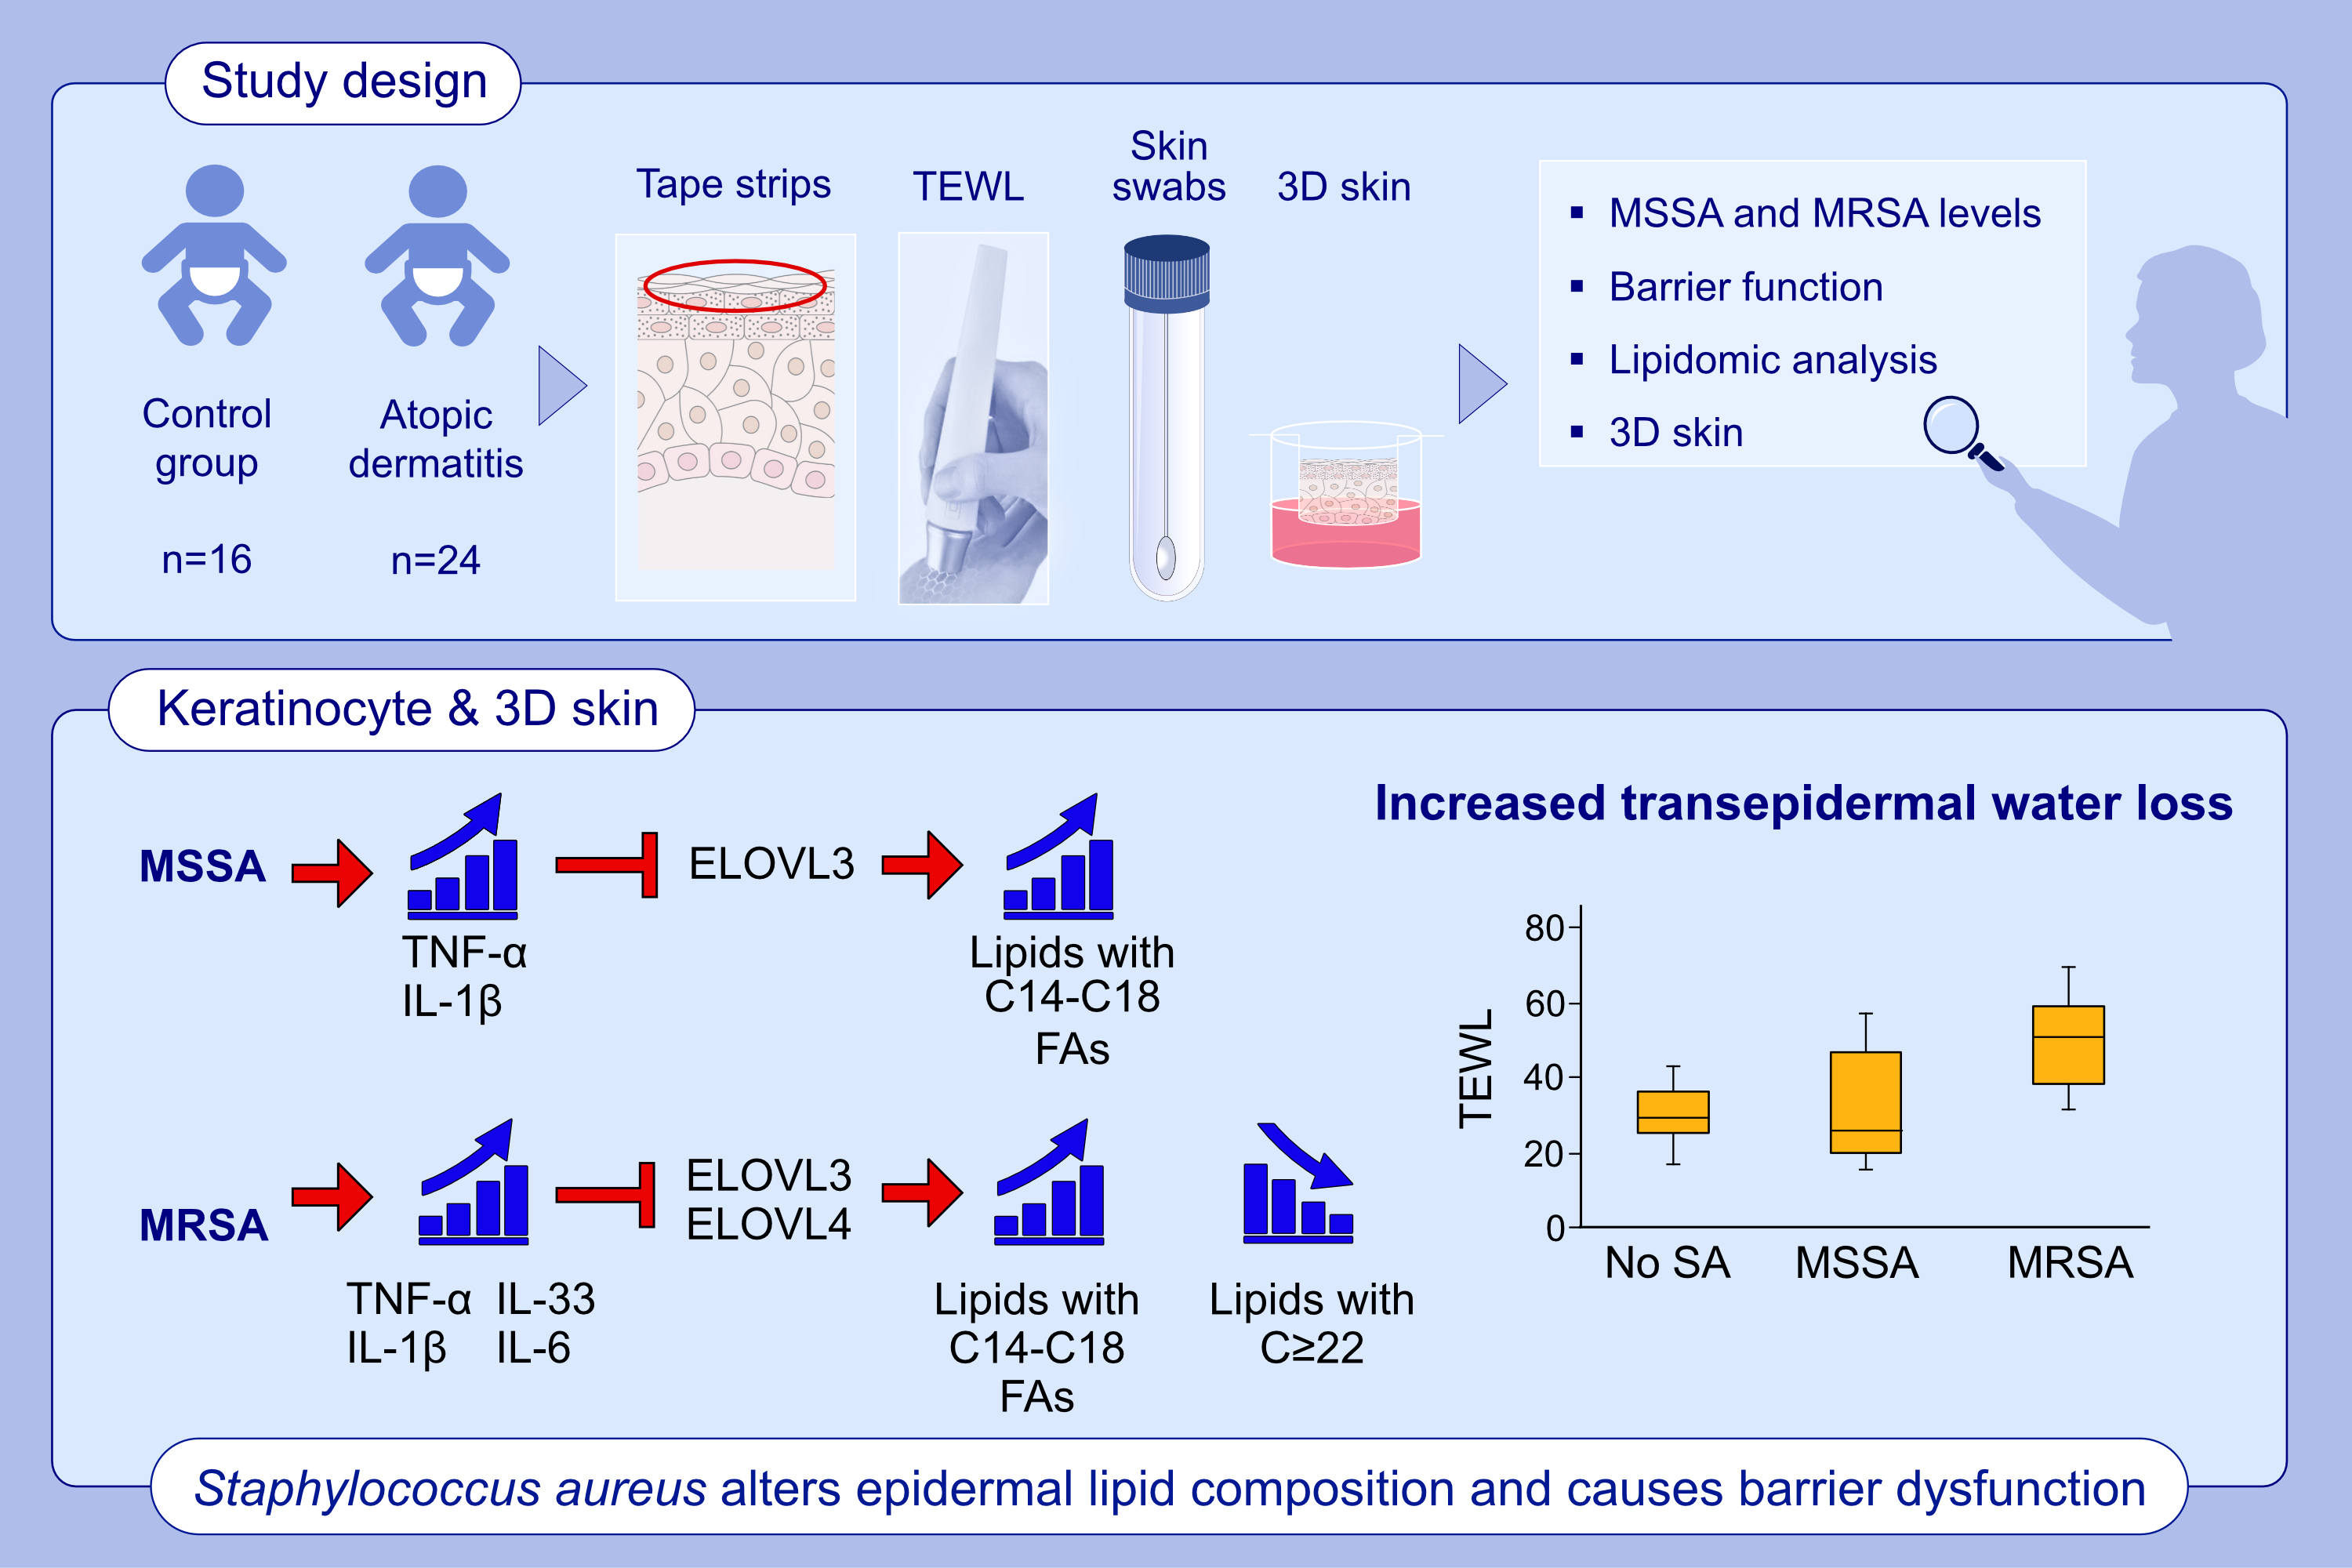 Study design
Control
group
n=16
Atopic
dermatitis
n=24
Tape strips
TEWL
Skin
swabs
3D skin
▪ MSSA and MRSA levels
▪ Barrier function
▪ Lipidomic analysis
▪ 3D skin
Keratinocyte & 3D skin
MSSA
TNF-α
IL-1β
ELOVL3
Lipids with
C14-C18
FAs
MRSA
TNF-α IL-33
IL-1β IL-6
ELOVL3
ELOVL4
Lipids with
C14-C18
FAs
Lipids with
C≥22
Increased transepidermal water loss
TEWL
80
60
40
20
0
No SA MSSA MRSA
Staphylococcus aureus alters epidermal lipid composition and causes barrier dysfunction